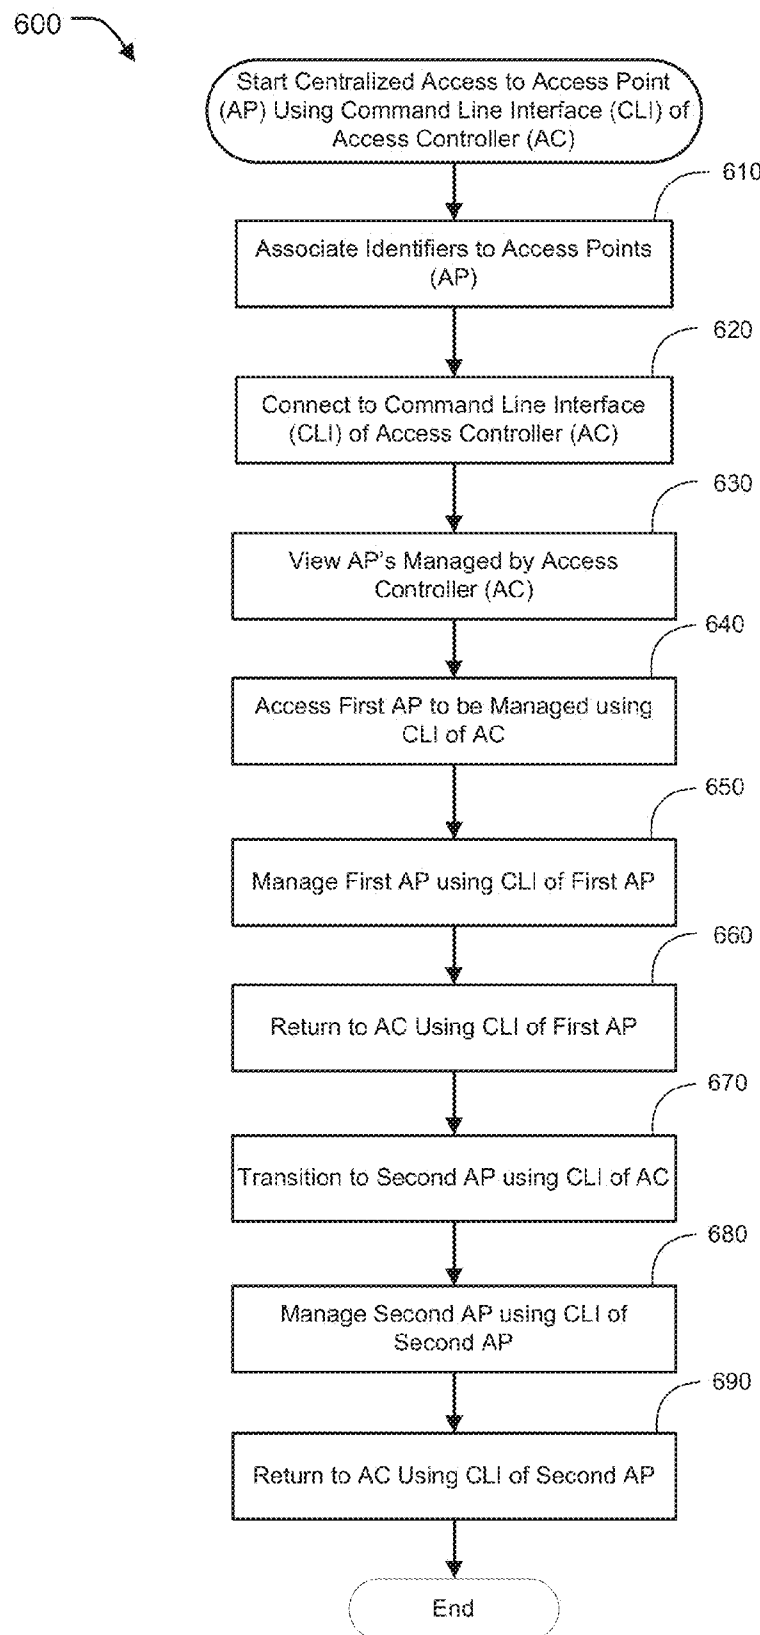 600
Start Centralized Access to Access Point
(AP) Using Command Line Interface (CLI) of
Access Controller (AC)
610
Associate Identifiers to Access Points
(AP)
620
Connect to Command Line Interface
(CLI) of Access Controller (AC)
630
View AP's Managed by Access
Controller (AC)
640
Access First AP to be Managed using
CLI of AC
650
Manage First AP using CLI of First AP
660
Return to AC Using CLI of First AP
670
Transition to Second AP using CLI of AC
680
Manage Second AP using CLI of
Second AP
690
Return to AC Using CLI of Second AP
End